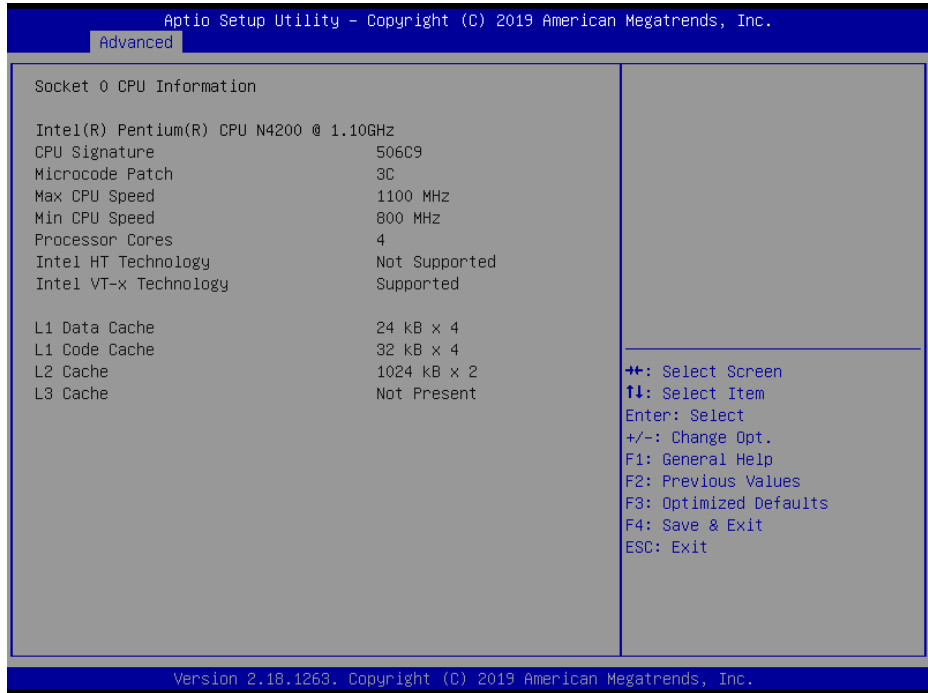 Aptio Setup Utility – Copyright (C) 2019 American Megatrends, Inc.
Advanced
Socket 0 CPU Information
Intel(R) Pentium(R) CPU N4200 @ 1.10GHz
CPU Signature 506C9
Microcode Patch 3C
Max CPU Speed 1100 MHz
Min CPU Speed 800 MHz
Processor Cores 4
Intel HT Technology Not Supported
Intel VT-x Technology Supported
L1 Data Cache 24 kB x 4
L1 Code Cache 32 kB x 4
L2 Cache 1024 kB x 2
L3 Cache Not Present
→←: Select Screen
↑↓: Select Item
Enter: Select
+/-: Change Opt.
F1: General Help
F2: Previous Values
F3: Optimized Defaults
F4: Save & Exit
ESC: Exit
Version 2.18.1263. Copyright (C) 2019 American Megatrends, Inc.